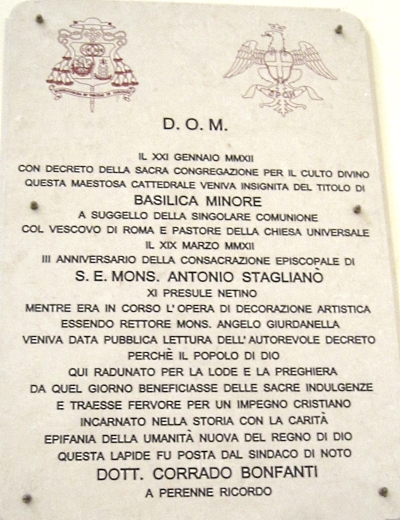 D. O. M.
IL XXI GENNAIO MMXII
CON DECRETO DELLA SACRA CONGREGAZIONE PER IL CULTO DIVINO
QUESTA MAESTOSA CATTEDRALE VENIVA INSIGNITA DEL TITOLO DI
BASILICA MINORE
A SUGGELLO DELLA SINGOLARE COMUNIONE
COL VESCOVO DI ROMA E PASTORE DELLA CHIESA UNIVERSALE
IL XIX MARZO MMXII
III ANNIVERSARIO DELLA CONSACRAZIONE EPISCOPALE DI
S. E. MONS. ANTONIO STAGLIANÒ
XI PRESULE NETINO
MENTRE ERA IN CORSO L'OPERA DI DECORAZIONE ARTISTICA
ESSENDO RETTORE MONS. ANGELO GIURDANELLA
VENIVA DATA PUBBLICA LETTURA DELL'AUTOREVOLE DECRETO
PERCHÈ IL POPOLO DI DIO
QUI RADUNATO PER LA LODE E LA PREGHIERA
DA QUEL GIORNO BENEFICIASSE DELLE SACRE INDULGENZE
E TRAESSE FERVORE PER UN IMPEGNO CRISTIANO
INCARNATO NELLA STORIA CON LA CARITÀ
EPIFANIA DELLA UMANITÀ NUOVA DEL REGNO DI DIO
QUESTA LAPIDE FU POSTA DAL SINDACO DI NOTO
DOTT. CORRADO BONFANTI
A PERENNE RICORDO